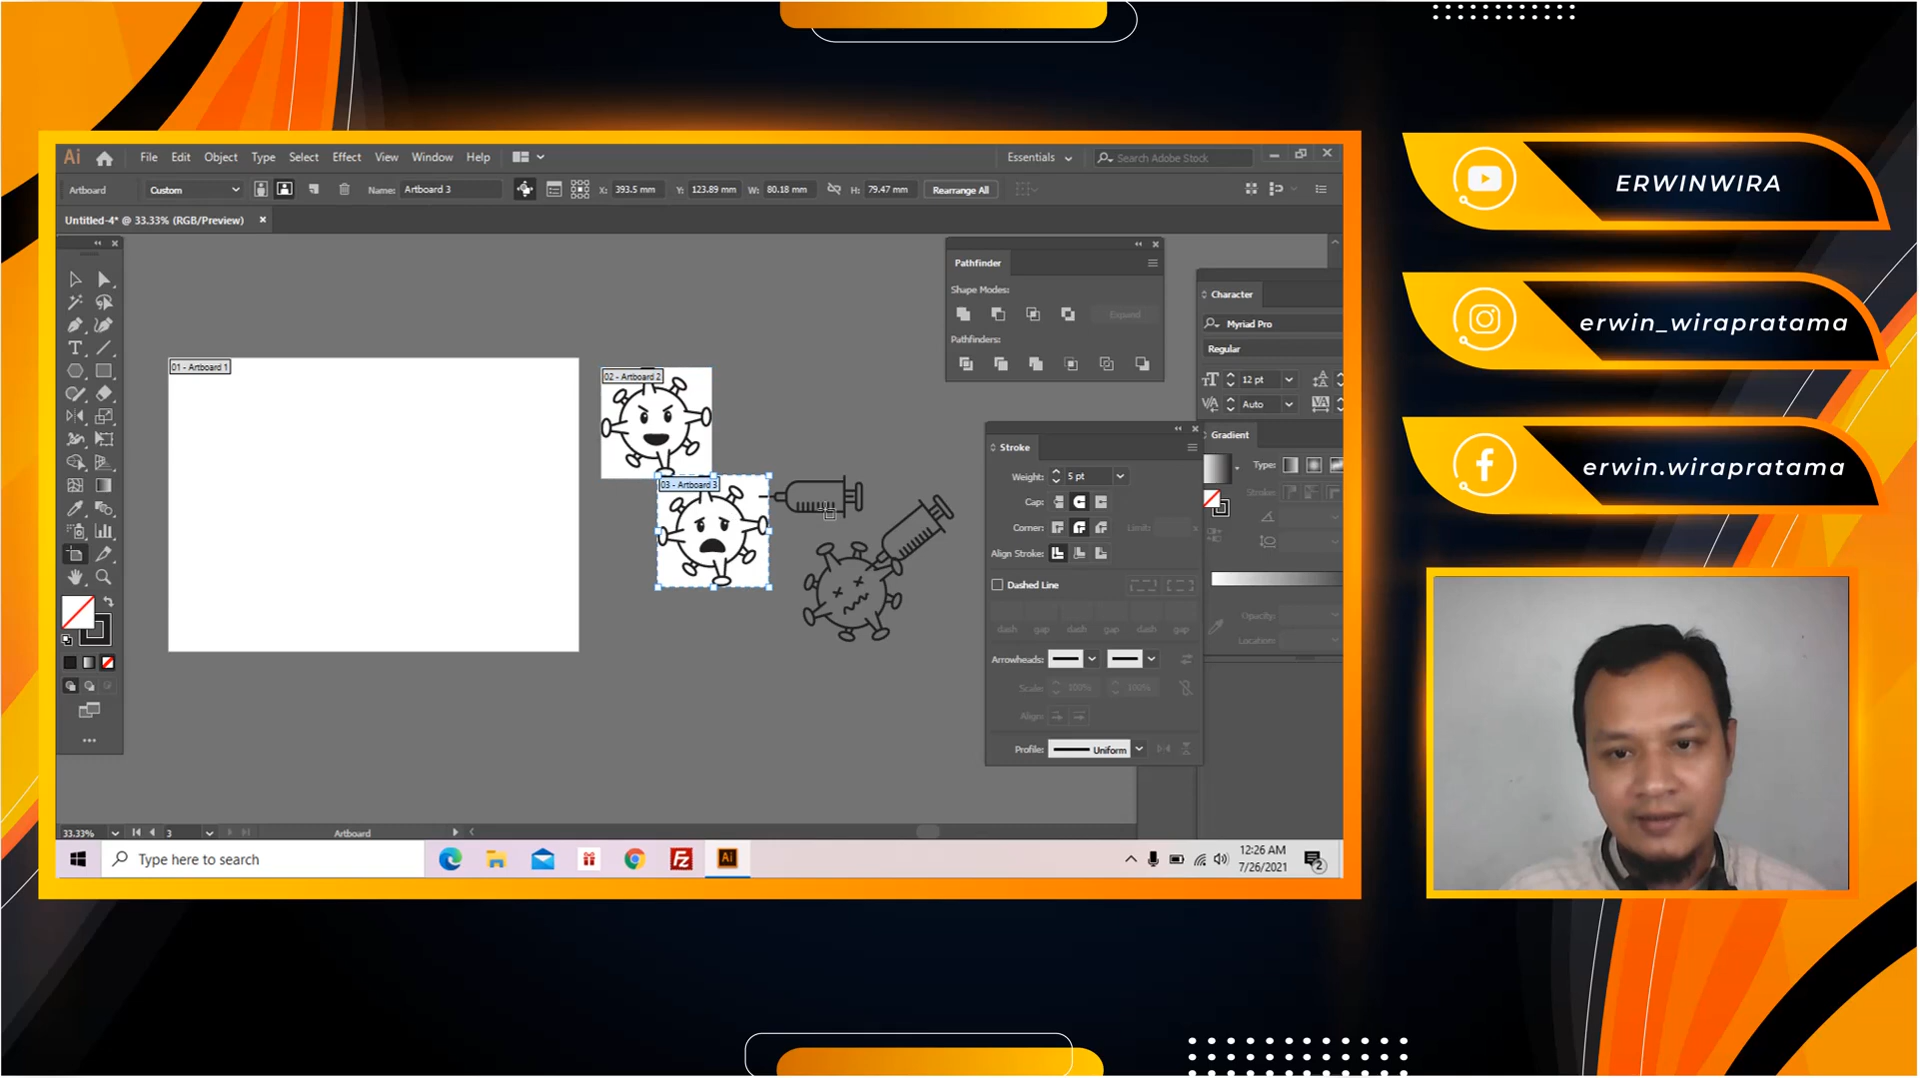 Ai File Edit Object Type Select Effect View Window Help Essentials Search Adobe Stock
Artboard Custom Name: Artboard 3 X: 393.5 mm Y: 123.89 mm W: 80.18 mm H: 79.47 mm Rearrange All
Untitled-4* @ 33.33% (RGB/Preview)
01 - Artboard 1
02 - Artboard 2
03 - Artboard 3
Pathfinder
Shape Modes:
Expand
Pathfinders:
Character
Myriad Pro
Regular
12 pt
Auto
Stroke
Weight: 5 pt
Cap:
Corner: Limit:
Align Stroke:
Dashed Line
dash gap dash gap dash gap
Arrowheads:
Scale: 100% 100%
Align:
Profile: Uniform
Gradient
Type:
Stroke:
Opacity:
Location:
33.33% 3 Artboard
Type here to search
Fz
Ai
12:26 AM
7/26/2021
2
ERWINWIRA
erwin_wirapratama
erwin.wirapratama